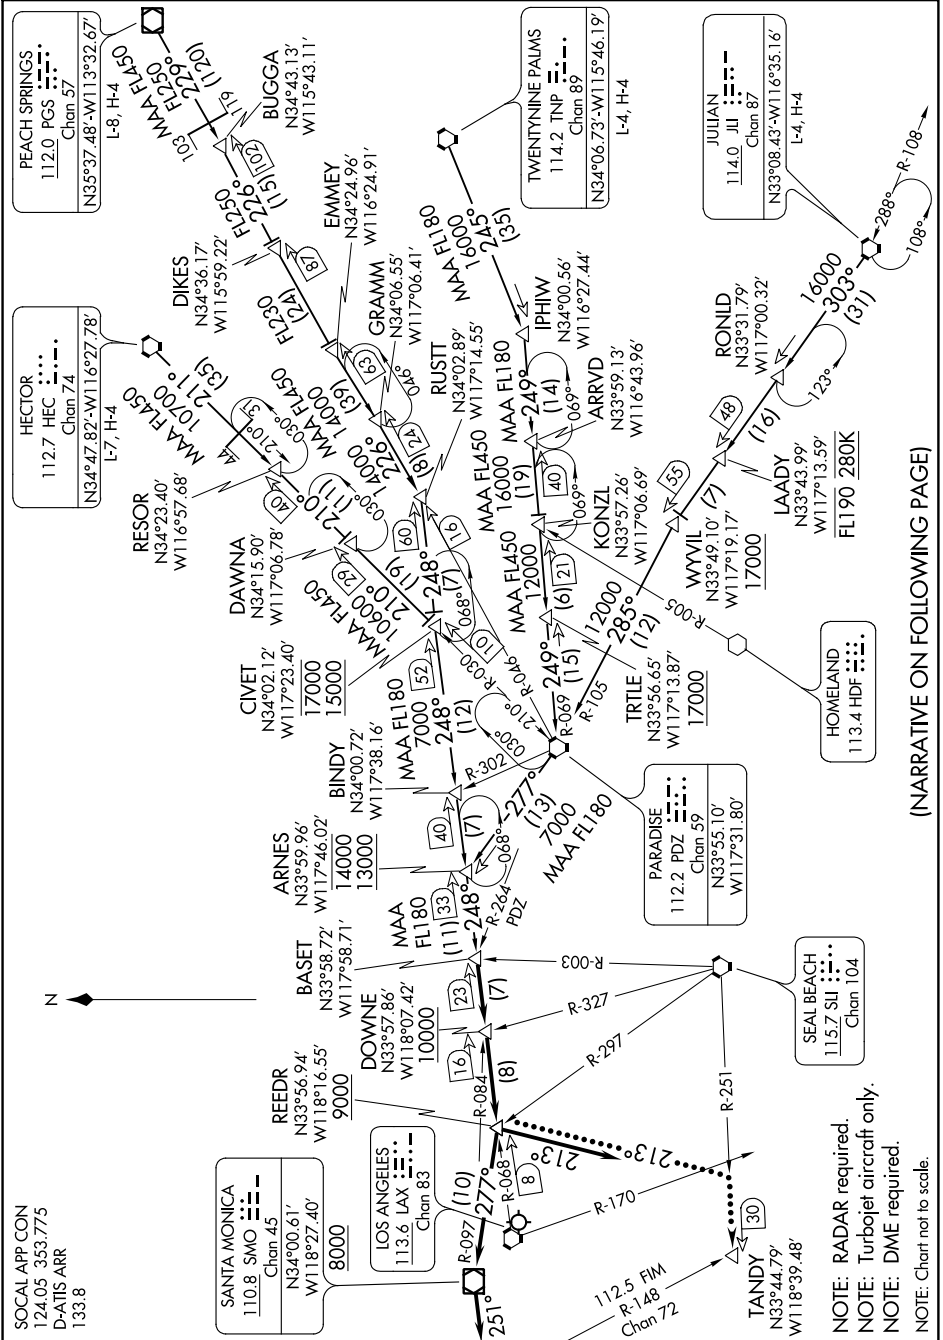 SOCAL APP CON
124.05 353.775
D-ATIS ARR
133.8
N
PEACH SPRINGS
112.0 PGS
Chan 57
N35°37.48'-W113°32.67'
L-8, H-4
MAA FL450
FL250
229°
(120)
103
119
BUGGA
N34°43.13'
W115°43.11'
102
FL250
226°
(15)
DIKES
N34°36.17'
W115°59.22'
87
FL230
(24)
EMMEY
N34°24.96'
W116°24.91'
63
MAA FL450
14000
(39)
GRAMM
N34°06.55'
W117°06.41'
046°
24
14000
226°
(8)
RUSTT
N34°02.89'
W117°14.55'
16
60
248°
(7)
068°
HECTOR
112.7 HEC
Chan 74
N34°47.82'-W116°27.78'
L-7, H-4
MAA FL450
10700
211°
(35)
44
31
RESOR
N34°23.40'
W116°57.68'
210°
030°
40
210°
(11)
DAWNA
N34°15.90'
W117°06.78'
030°
29
MAA FL450
10600
210°
(19)
CIVET
N34°02.12'
W117°23.40'
17000
15000
10
R-030
R-046
52
MAA FL180
7000
248°
(12)
BINDY
N34°00.72'
W117°38.16'
R-302
40
(7)
ARNES
N33°59.96'
W117°46.02'
14000
13000
068°
33
MAA
FL180
(11)
248°
R-264
PDZ
BASET
N33°58.72'
W117°58.71'
23
(7)
DOWNE
N33°57.86'
W118°07.42'
10000
16
R-084
(8)
REEDR
N33°56.94'
W118°16.55'
9000
R-068
8
213°
213°
(10)
277°
R-097
SANTA MONICA
110.8 SMO
Chan 45
N34°00.61'
W118°27.40'
8000
251°
LOS ANGELES
113.6 LAX
Chan 83
R-170
TWENTYNINE PALMS
114.2 TNP
Chan 89
N34°06.73'-W115°46.19'
L-4, H-4
MAA FL180
16000
245°
(35)
IPHIW
N34°00.56'
W116°27.44'
MAA FL180
249°
(14)
069°
ARRVD
N33°59.13'
W116°43.96'
40
MAA FL450
16000
(19)
069°
KONZL
N33°57.26'
W117°06.69'
21
MAA FL450
12000
(6)
TRTLE
N33°56.65'
W117°13.87'
17000
249°
(15)
R-069
JULIAN
114.0 JLI
Chan 87
N33°08.43'-W116°35.16'
L-4, H-4
R-108
288°
108°
16000
303°
(31)
RONLD
N33°31.79'
W117°00.32'
123°
48
(16)
LAADY
N33°43.99'
W117°13.59'
FL190 280K
55
(7)
WYVIL
N33°49.10'
W117°19.17'
17000
12000
285°
(12)
R-105
R-005
HOMELAND
113.4 HDF
PARADISE
112.2 PDZ
Chan 59
N33°55.10'
W117°31.80'
210°
030°
277°
(13)
7000
MAA FL180
SEAL BEACH
115.7 SLI
Chan 104
R-003
R-327
R-297
R-251
30
TANDY
N33°44.79'
W118°39.48'
112.5 FIM
R-148
Chan 72
NOTE: RADAR required.
NOTE: Turbojet aircraft only.
NOTE: DME required.
NOTE: Chart not to scale.
(NARRATIVE ON FOLLOWING PAGE)